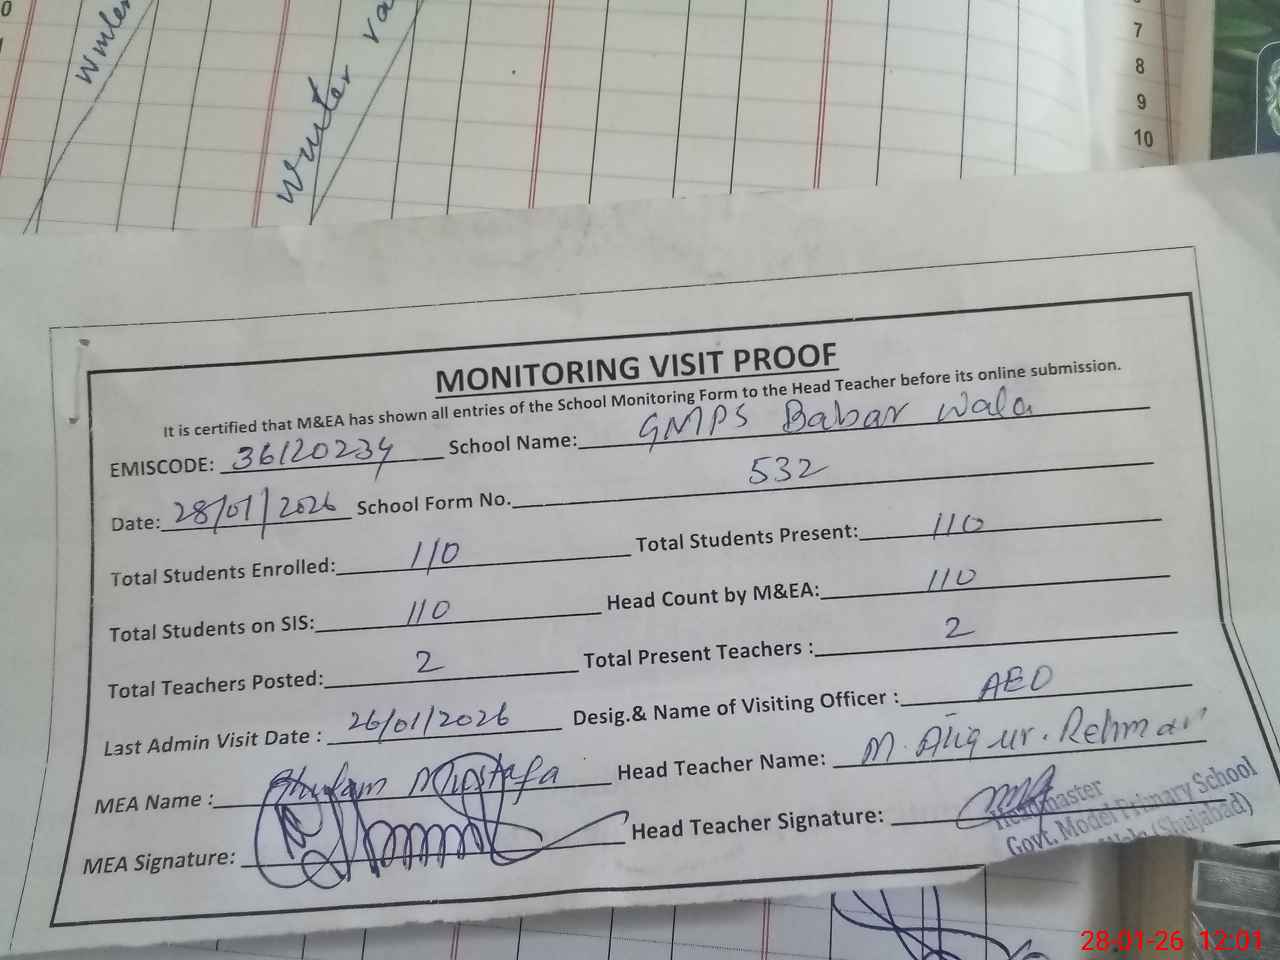 0
1
Winter
Winter va
7
8
9
10
MONITORING VISIT PROOF
It is certified that M&EA has shown all entries of the School Monitoring Form to the Head Teacher before its online submission.
EMISCODE: 36120234 School Name: GMPS Babar Wala
Date: 28/01/2026 School Form No. 532
Total Students Enrolled: 110 Total Students Present: 110
Total Students on SIS: 110 Head Count by M&EA: 110
Total Teachers Posted: 2 Total Present Teachers : 2
Last Admin Visit Date : 26/01/2026 Desig.& Name of Visiting Officer : AEO
MEA Name : Ghulam Mustafa Head Teacher Name: M. Atiq ur. Rehman
MEA Signature: Head Teacher Signature:
Headmaster
Govt. Model Primary School
(Shujabad)
28-01-26 12:01